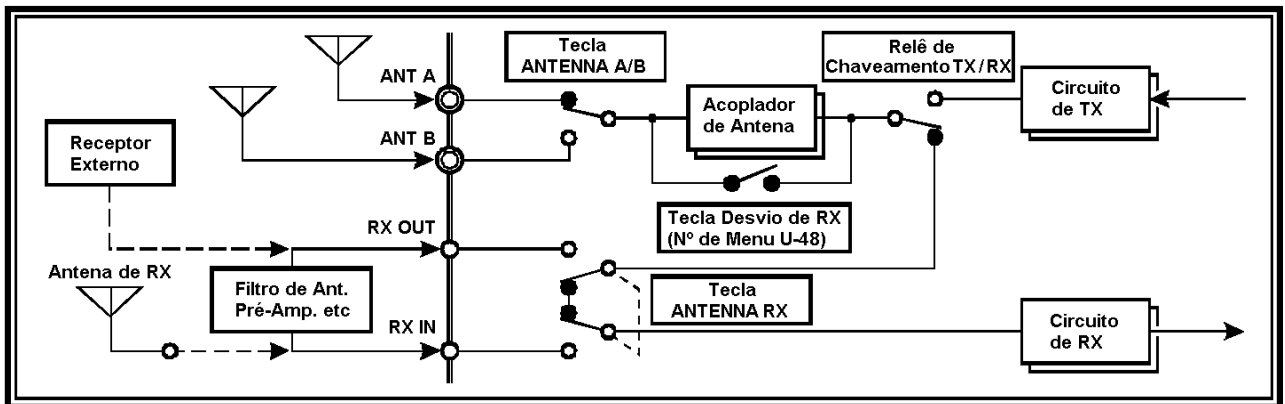 Tecla
ANTENNA A/B
Relê de
Chaveamento TX/RX
ANT A
Circuito
de TX
Acoplador
de Antena
ANT B
Receptor
Externo
Tecla Desvio de RX
(Nº de Menu U-48)
RX OUT
Antena de RX
Filtro de Ant.
Pré-Amp. etc
Tecla
ANTENNA RX
RX IN
Circuito
de RX